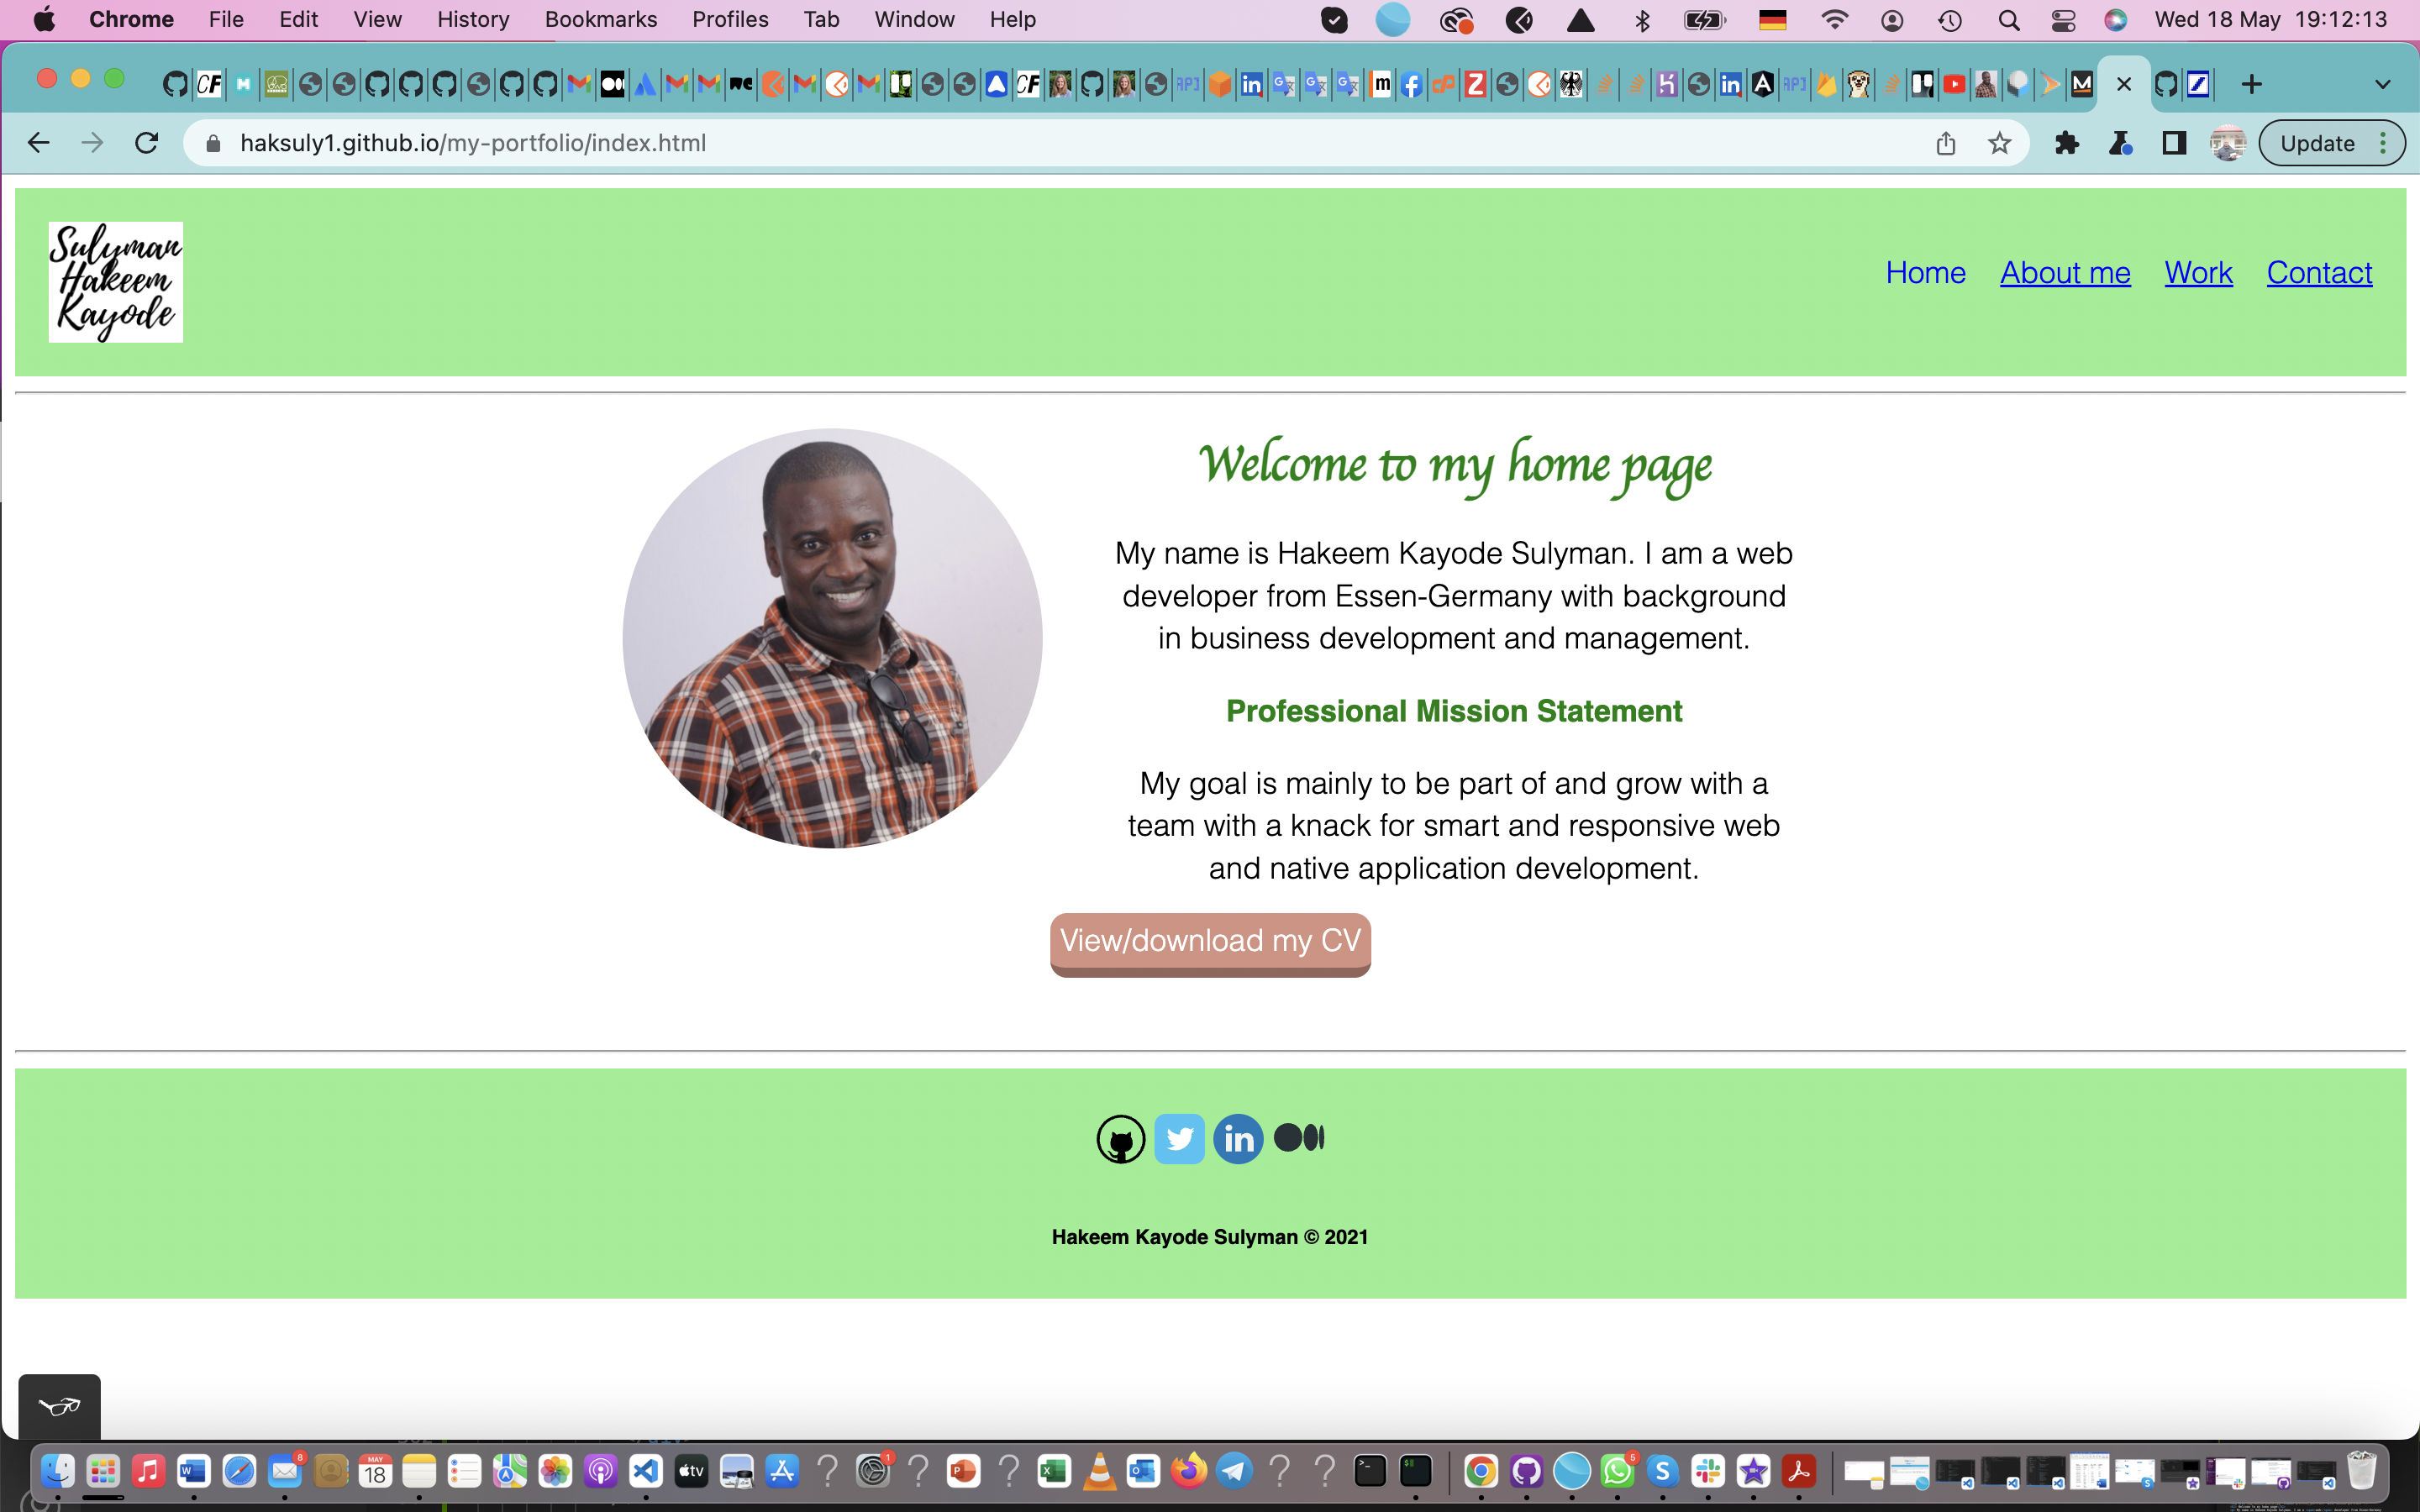 Chrome File Edit View History Bookmarks Profiles Tab Window Help Wed 18 May 19:12:13
haksuly1.github.io/my-portfolio/index.html Update
Sulyman
Hakeem
Kayode
Home About me Work Contact
Welcome to my home page
My name is Hakeem Kayode Sulyman. I am a web
developer from Essen-Germany with background
in business development and management.
Professional Mission Statement
My goal is mainly to be part of and grow with a
team with a knack for smart and responsive web
and native application development.
View/download my CV
in
Hakeem Kayode Sulyman © 2021
MAY
18
tv